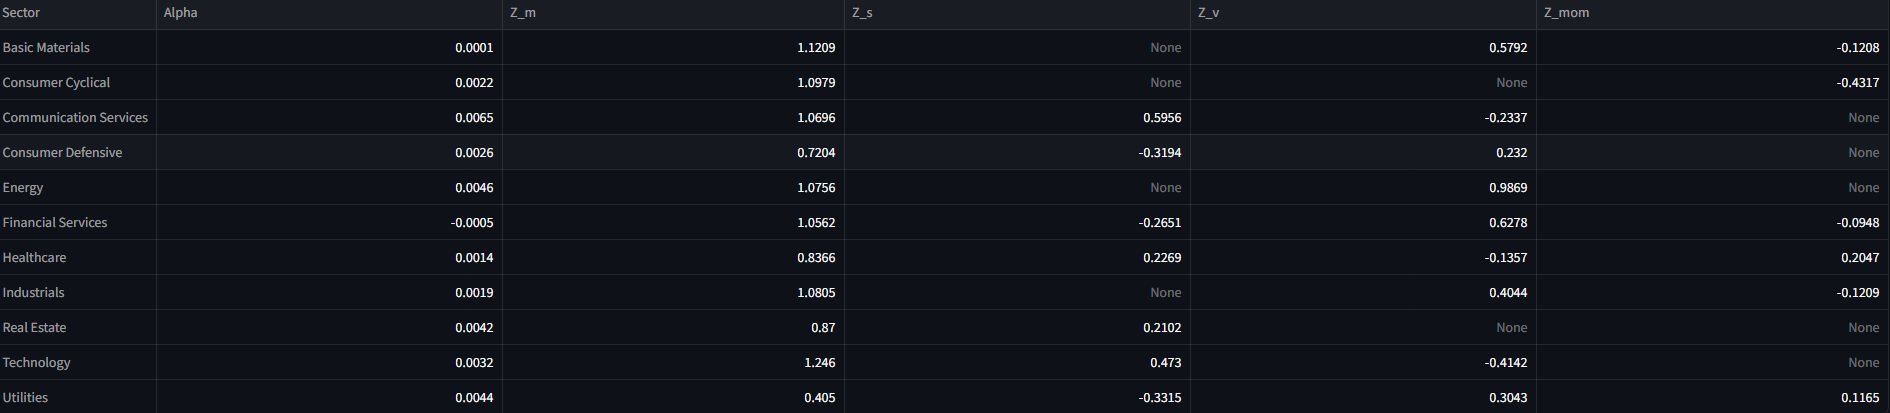 Sector Alpha Z_m Z_s Z_v Z_mom
Basic Materials 0.0001 1.1209 None 0.5792 -0.1208
Consumer Cyclical 0.0022 1.0979 None None -0.4317
Communication Services 0.0065 1.0696 0.5956 -0.2337 None
Consumer Defensive 0.0026 0.7204 -0.3194 0.232 None
Energy 0.0046 1.0756 None 0.9869 None
Financial Services -0.0005 1.0562 -0.2651 0.6278 -0.0948
Healthcare 0.0014 0.8366 0.2269 -0.1357 0.2047
Industrials 0.0019 1.0805 None 0.4044 -0.1209
Real Estate 0.0042 0.87 0.2102 None None
Technology 0.0032 1.246 0.473 -0.4142 None
Utilities 0.0044 0.405 -0.3315 0.3043 0.1165